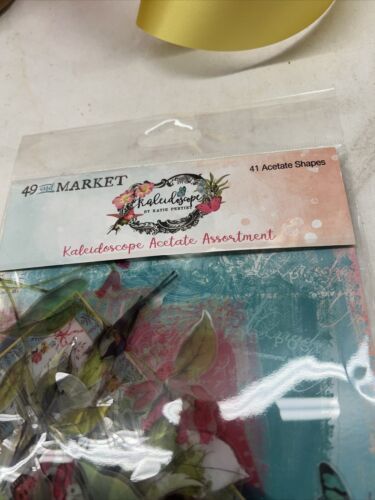 49 and MARKET
41 Acetate Shapes
Kaleidoscope
BY KATIE PERTIET
Kaleidoscope Acetate Assortment